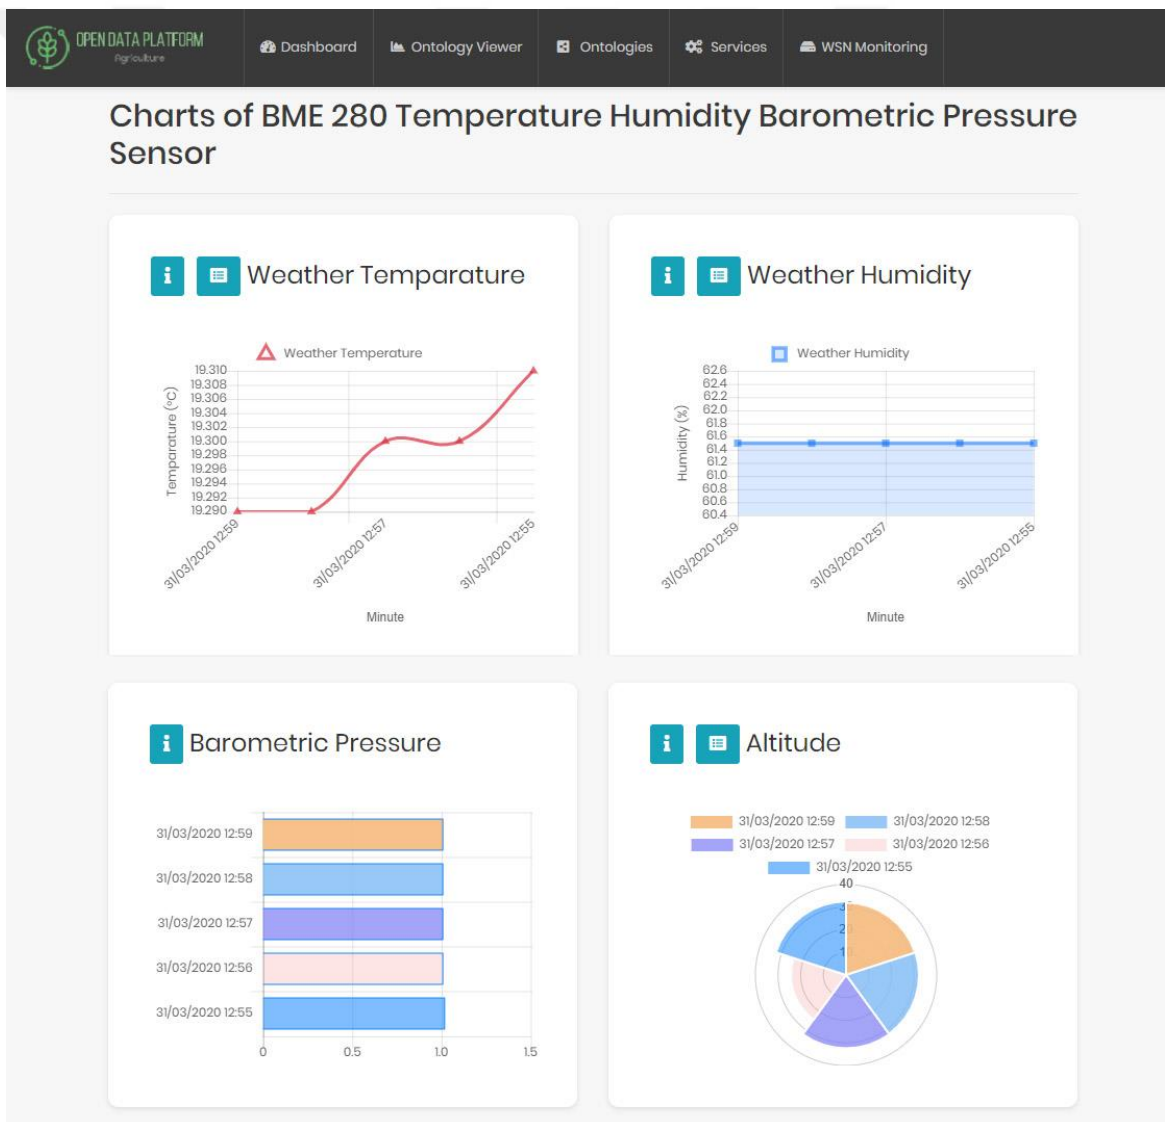 OPEN DATA PLATFORM
Agriculture
Dashboard
Ontology Viewer
Ontologies
Services
WSN Monitoring
Charts of BME 280 Temperature Humidity Barometric Pressure
Sensor
Weather Temparature
Weather Temperature
Temparature (°C)
19.310
19.308
19.306
19.304
19.302
19.300
19.298
19.296
19.294
19.292
19.290
31/03/2020 12:59
31/03/2020 12:57
31/03/2020 12:55
Minute
Weather Humidity
Weather Humidity
Humidity (%)
62.6
62.4
62.2
62.0
61.8
61.6
61.4
61.2
61.0
60.8
60.6
60.4
31/03/2020 12:59
31/03/2020 12:57
31/03/2020 12:55
Minute
Barometric Pressure
31/03/2020 12:59
31/03/2020 12:58
31/03/2020 12:57
31/03/2020 12:56
31/03/2020 12:55
0 0.5 1.0 1.5
Altitude
31/03/2020 12:59 31/03/2020 12:58
31/03/2020 12:57 31/03/2020 12:56
31/03/2020 12:55
40
20
10